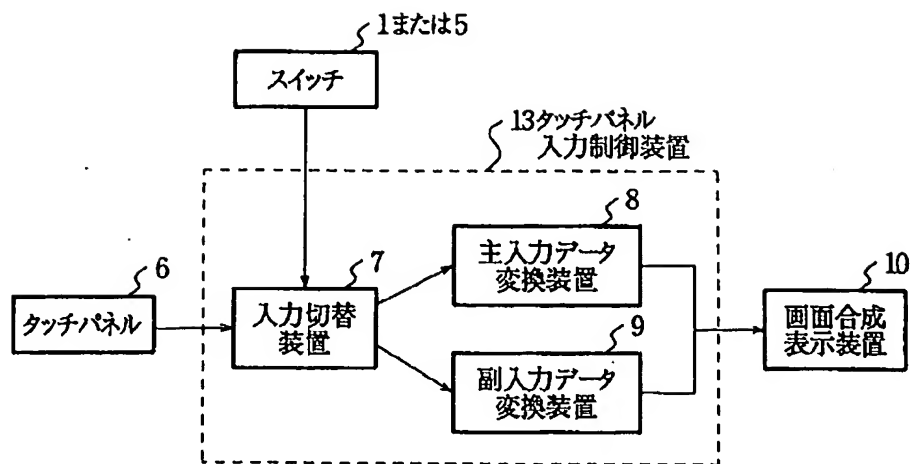 1または5
スイッチ
13タッチパネル
入力制御装置
8
主入力データ
変換装置
6
タッチパネル
7
入力切替
装置
9
副入力データ
変換装置
10
画面合成
表示装置